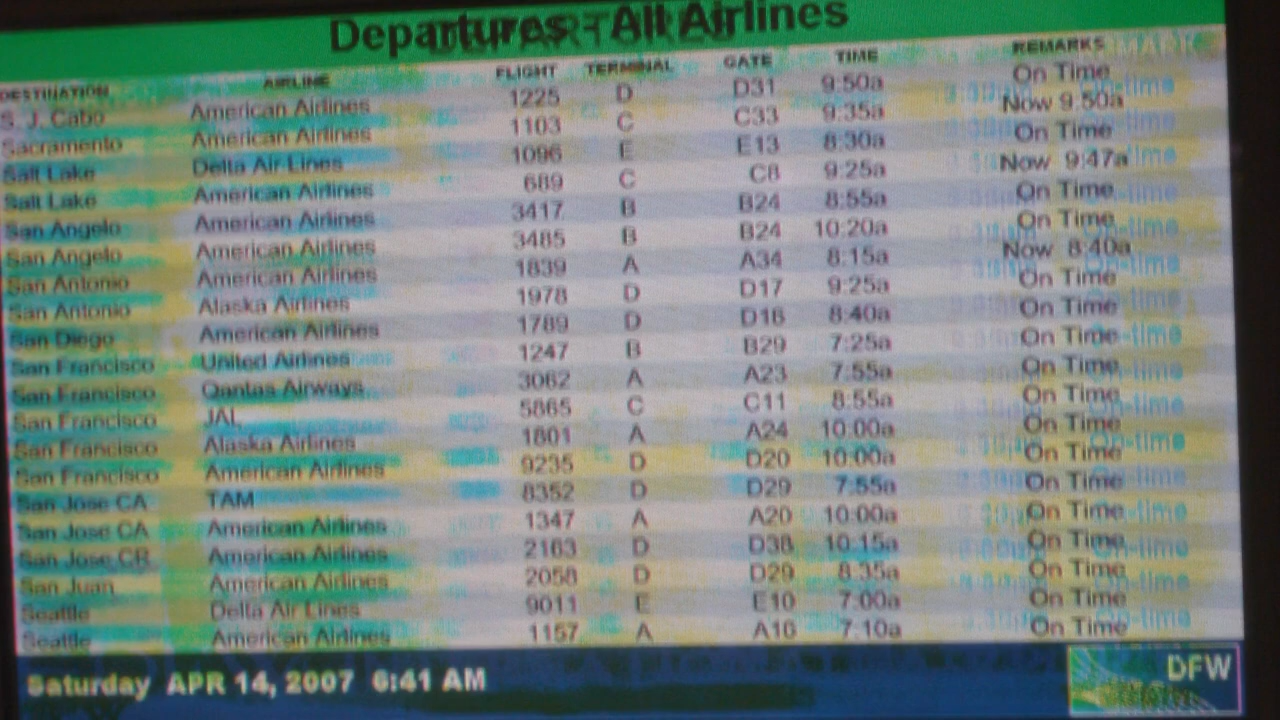 Departures - All Airlines
DESTINATION AIRLINE FLIGHT TERMINAL GATE TIME REMARKS
S. J. Cabo American Airlines 1225 D D31 9:50a On Time
Sacramento American Airlines 1103 C C33 9:35a Now 9:50a
Salt Lake Delta Air Lines 1096 E E13 8:30a On Time
Salt Lake American Airlines 689 C C8 9:25a Now 9:47a
San Angelo American Airlines 3417 B B24 8:55a On Time
San Angelo American Airlines 3485 B B24 10:20a On Time
San Antonio American Airlines 1839 A A34 8:15a Now 8:40a
San Antonio Alaska Airlines 1978 D D17 9:25a On Time
San Diego American Airlines 1789 D D16 8:40a On Time
San Francisco United Airlines 1247 B B29 7:25a On Time
San Francisco Qantas Airways 3062 A A23 7:55a On Time
San Francisco JAL 5865 C C11 8:55a On Time
San Francisco Alaska Airlines 1801 A A24 10:00a On Time
San Francisco American Airlines 9235 D D20 10:00a On Time
San Jose CA TAM 8352 D D29 7:55a On Time
San Jose CA American Airlines 1347 A A20 10:00a On Time
San Jose CR American Airlines 2163 D D38 10:15a On Time
San Juan American Airlines 2058 D D29 8:35a On Time
Seattle Delta Air Lines 9011 E E10 7:00a On Time
Seattle American Airlines 1157 A A16 7:10a On Time
Saturday APR 14, 2007 6:41 AM
DFW